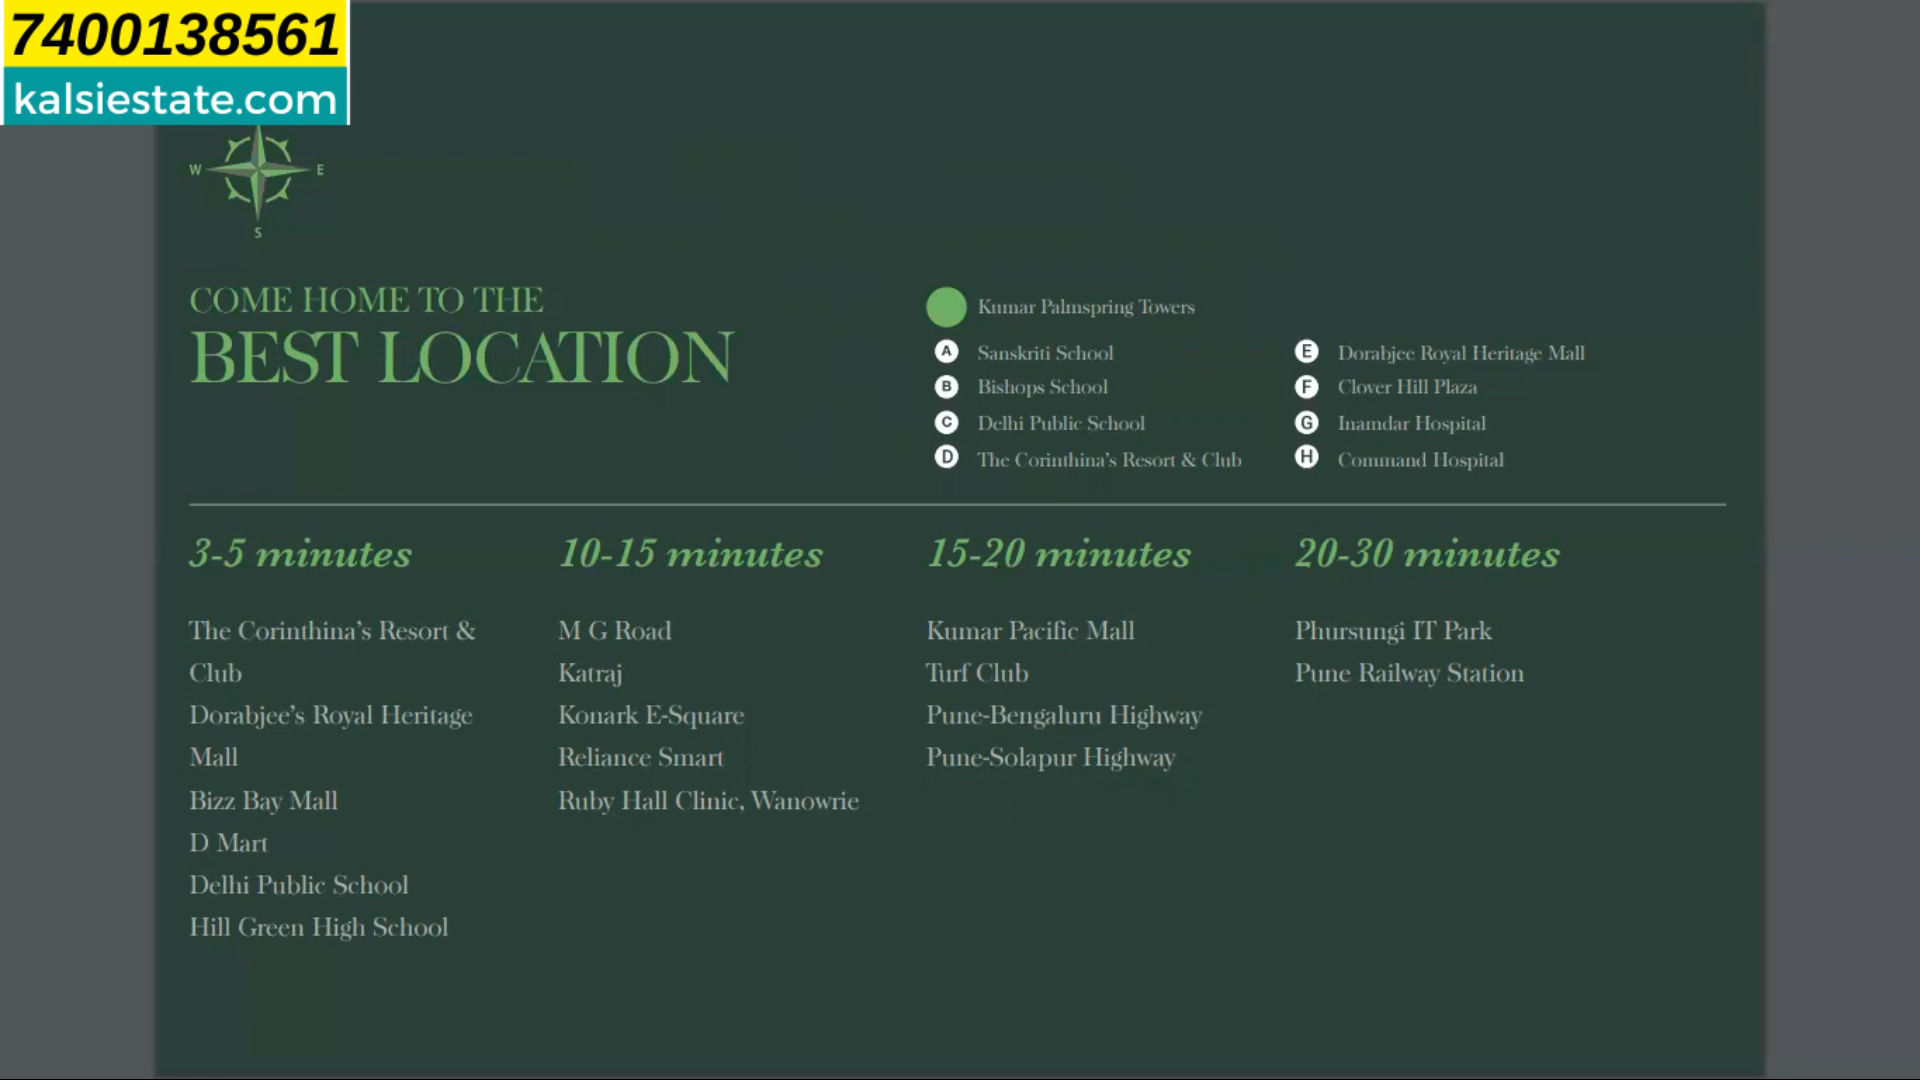 7400138561
kalsiestate.com
W E
S
COME HOME TO THE
BEST LOCATION
Kumar Palmspring Towers
A Sanskriti School
B Bishops School
C Delhi Public School
D The Corinthina's Resort & Club
E Dorabjee Royal Heritage Mall
F Clover Hill Plaza
G Inamdar Hospital
H Command Hospital
3-5 minutes
The Corinthina's Resort &
Club
Dorabjee's Royal Heritage
Mall
Bizz Bay Mall
D Mart
Delhi Public School
Hill Green High School
10-15 minutes
M G Road
Katraj
Konark E-Square
Reliance Smart
Ruby Hall Clinic, Wanowrie
15-20 minutes
Kumar Pacific Mall
Turf Club
Pune-Bengaluru Highway
Pune-Solapur Highway
20-30 minutes
Phursungi IT Park
Pune Railway Station